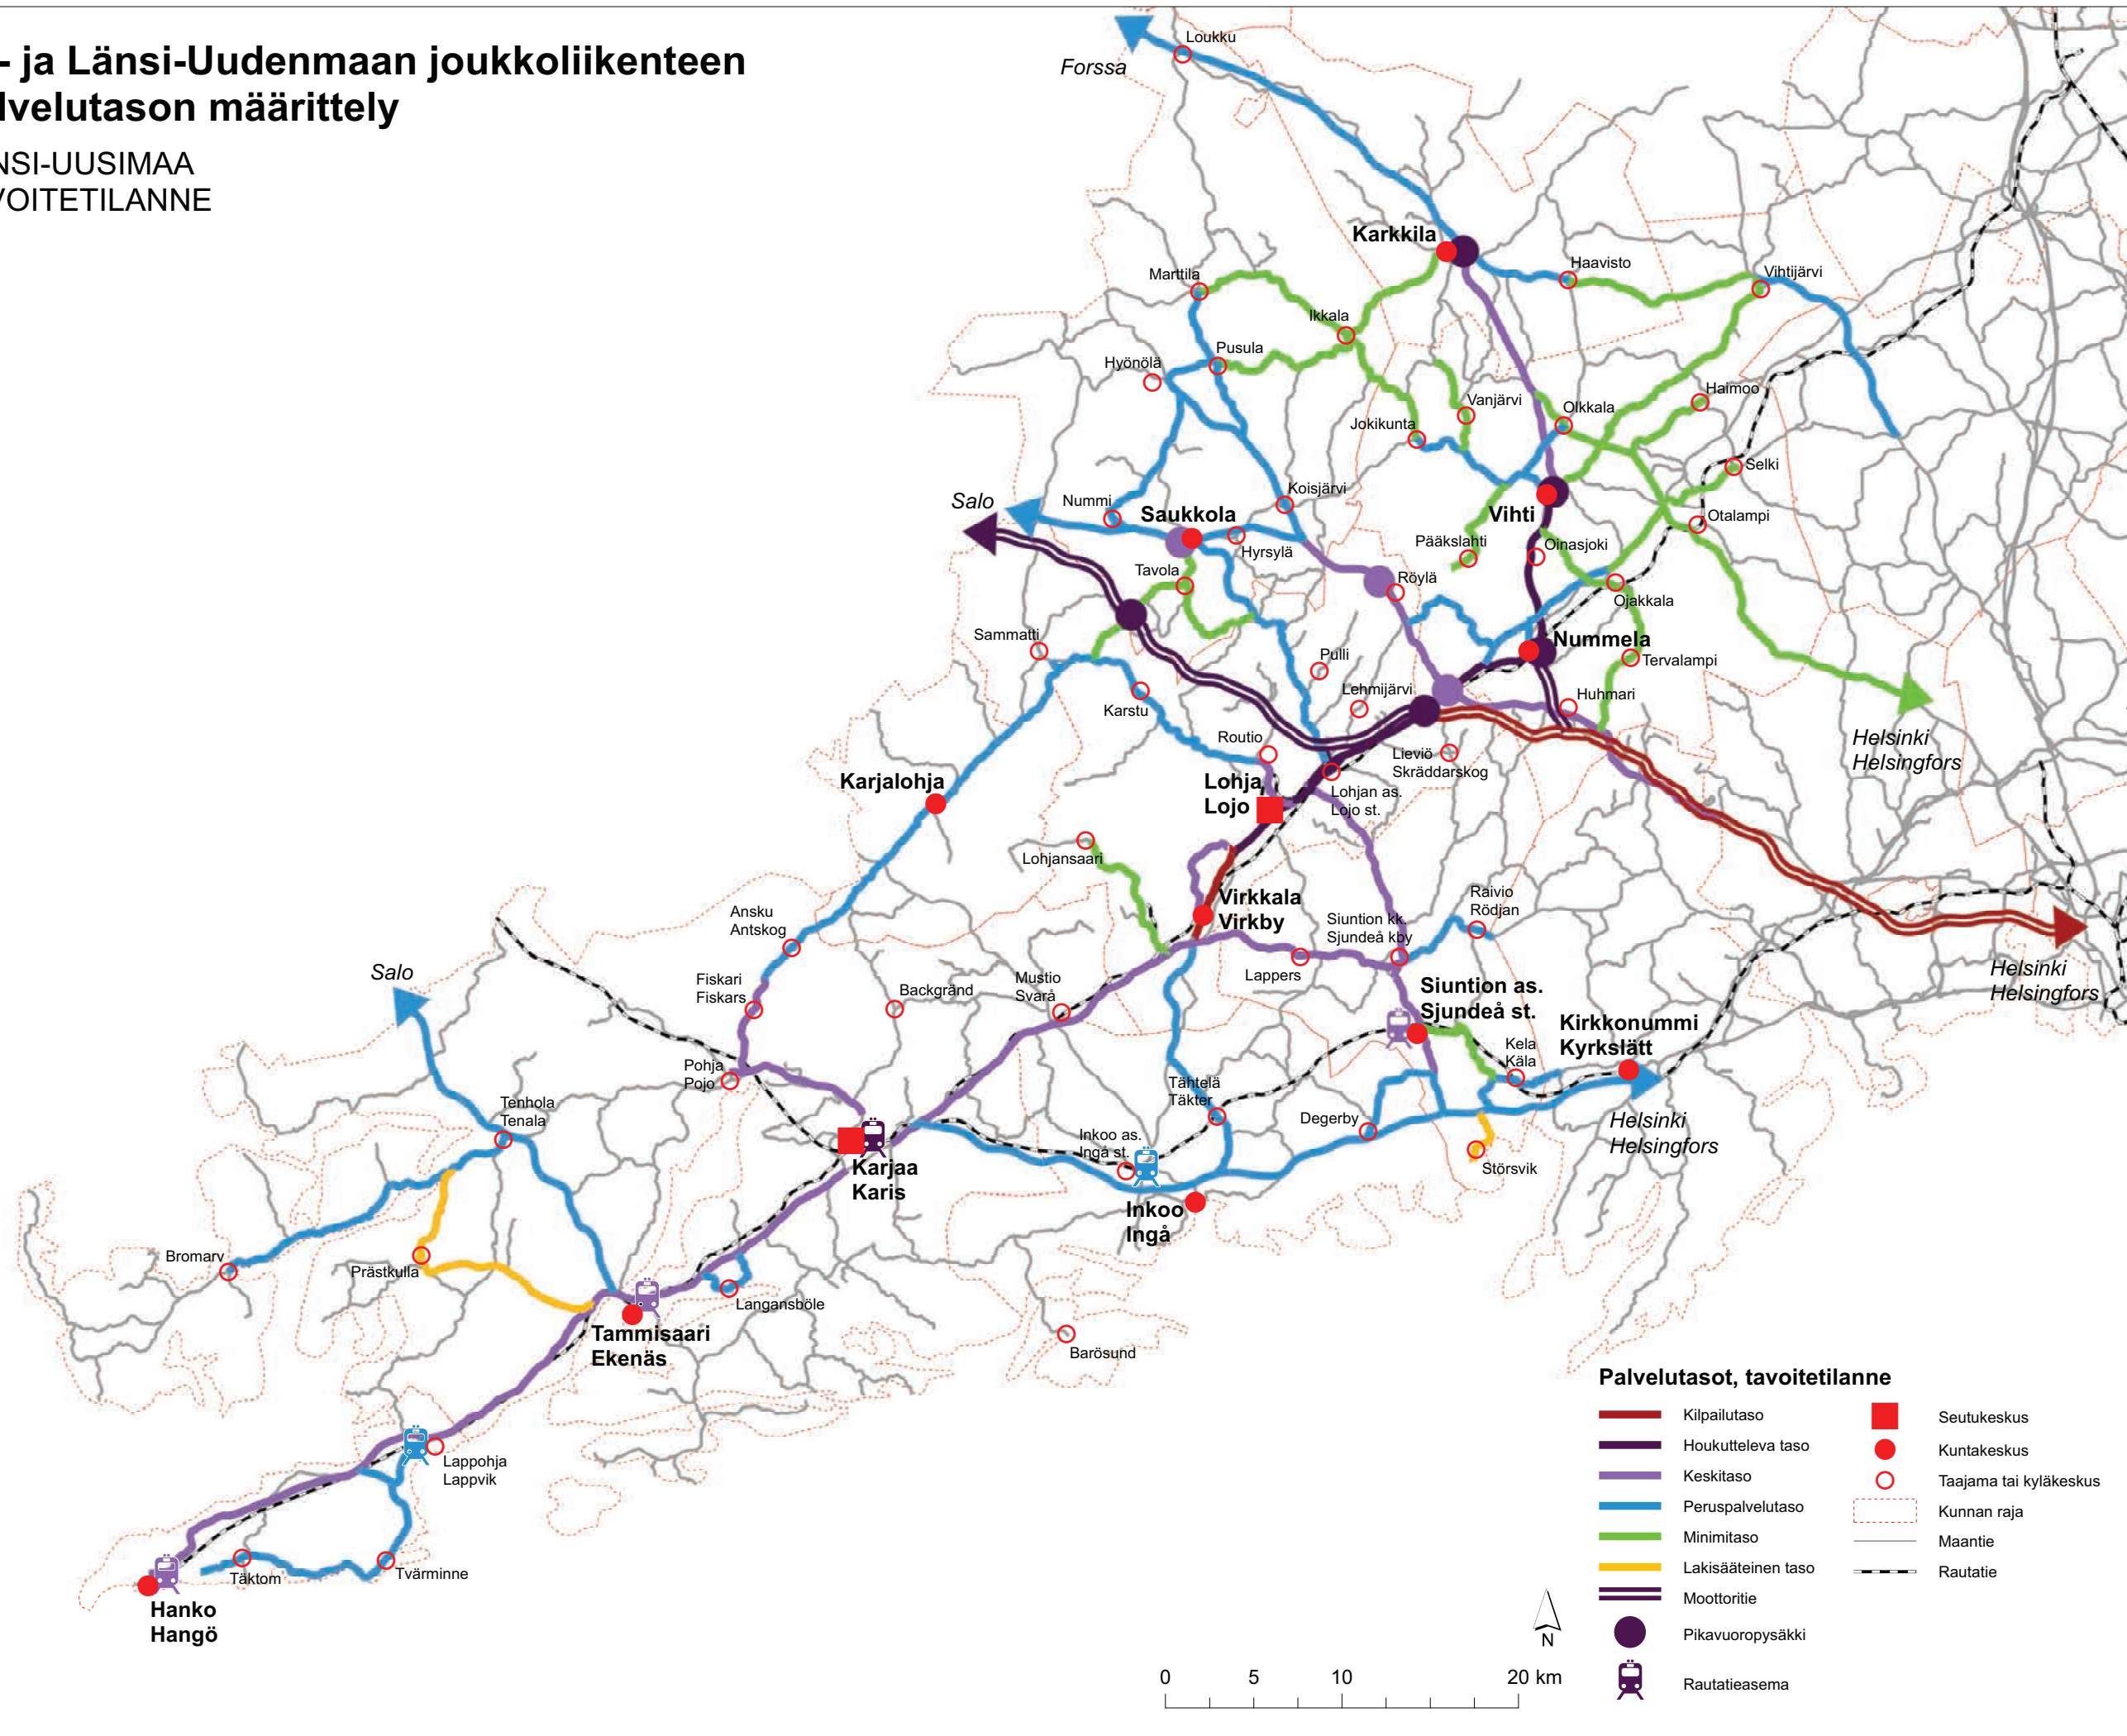 - ja Länsi-Uudenmaan joukkoliikenteen
lvelutason määrittely
NSI-UUSIMAA
VOITETILANNE
Loukku
Forssa
Karkkila
Haavisto
Vihtijärvi
Marttila
Ikkala
Pusula
Hyönölä
Haimoo
Vanjärvi
Olkkala
Jokikunta
Selki
Koisjärvi
Salo
Nummi
Saukkola
Vihti
Otalampi
Hyrsylä
Pääkslahti
Oinasjoki
Tavola
Röylä
Ojakkala
Sammatti
Nummela
Pulli
Tervalampi
Lehmijärvi
Huhmari
Karstu
Routio
Lieviö
Skräddarskog
Helsinki
Helsingfors
Karjalohja
Lohja
Lojo
Lohjan as.
Lojo st.
Lohjansaari
Virkkala
Virkby
Raivio
Rödjan
Ansku
Antskog
Siuntion kk.
Sjundeå kby
Lappers
Salo
Fiskari
Fiskars
Backgränd
Mustio
Svarå
Helsinki
Helsingfors
Siuntion as.
Sjundeå st.
Kirkkonummi
Kyrkslätt
Kela
Käla
Pohja
Pojo
Tähtelä
Täkter
Tenhola
Tenala
Degerby
Helsinki
Helsingfors
Inkoo as.
Ingå st.
Karjaa
Karis
Störsvik
Inkoo
Ingå
Bromarv
Prästkulla
Langansböle
Tammisaari
Ekenäs
Barösund
Lappohja
Lappvik
Täktom
Tvärminne
Hanko
Hangö
Palvelutasot, tavoitetilanne
Kilpailutaso
Houkutteleva taso
Keskitaso
Peruspalvelutaso
Minimitaso
Lakisääteinen taso
Moottoritie
Pikavuoropysäkki
Rautatieasema
Seutukeskus
Kuntakeskus
Taajama tai kyläkeskus
Kunnan raja
Maantie
Rautatie
N
0 5 10 20 km